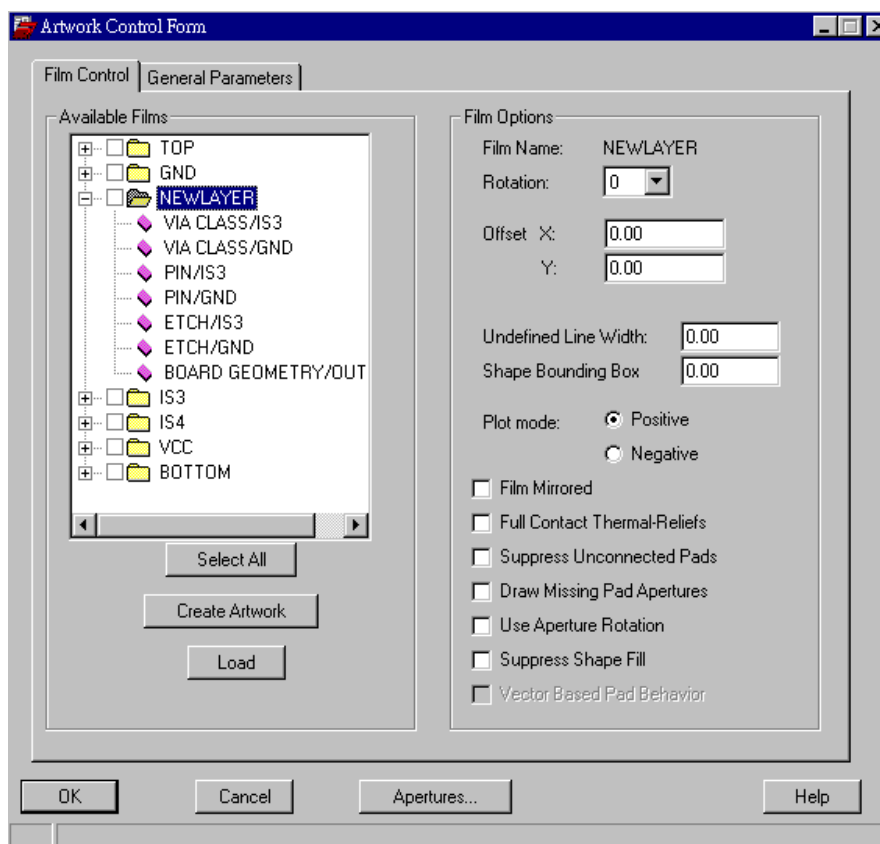 Artwork Control Form
Film Control
General Parameters
Available Films
TOP
GND
NEWLAYER
VIA CLASS/IS3
VIA CLASS/GND
PIN/IS3
PIN/GND
ETCH/IS3
ETCH/GND
BOARD GEOMETRY/OUT
IS3
IS4
VCC
BOTTOM
Select All
Create Artwork
Load
Film Options
Film Name: NEWLAYER
Rotation: 0
Offset X: 0.00
Y: 0.00
Undefined Line Width: 0.00
Shape Bounding Box 0.00
Plot mode: Positive
Negative
Film Mirrored
Full Contact Thermal-Reliefs
Suppress Unconnected Pads
Draw Missing Pad Apertures
Use Aperture Rotation
Suppress Shape Fill
Vector Based Pad Behavior
OK
Cancel
Apertures...
Help